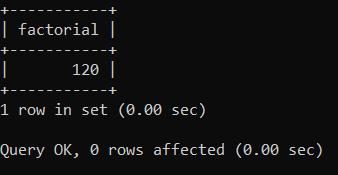 +-----------+
| factorial |
+-----------+
|       120 |
+-----------+
1 row in set (0.00 sec)

Query OK, 0 rows affected (0.00 sec)